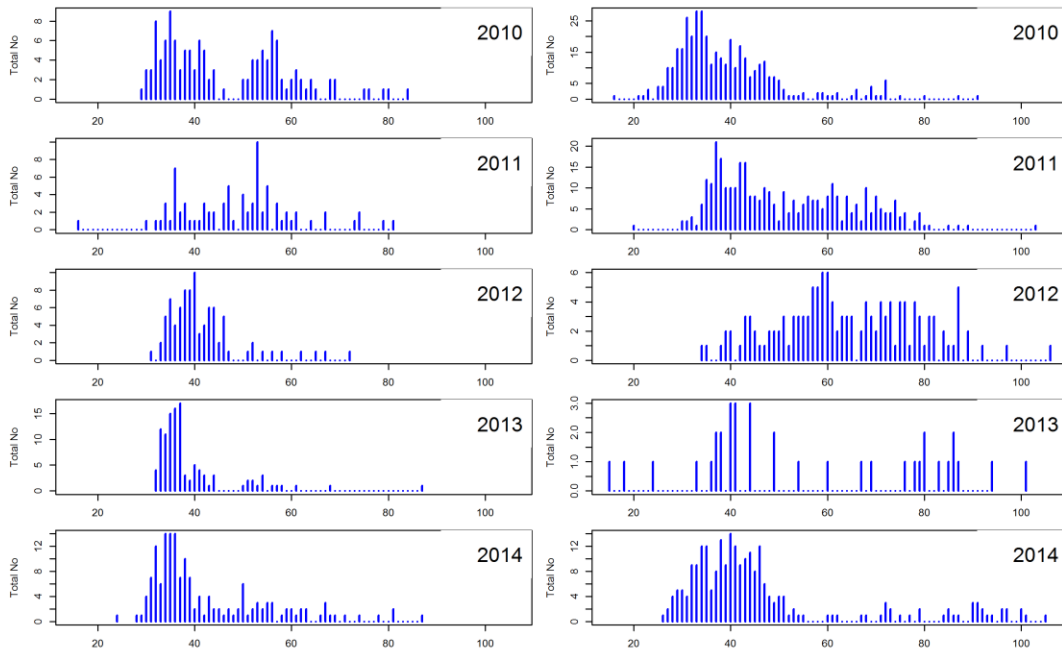 Total No
0 2 4 6 8
2010
20 40 60 80 100
Total No
0 5 15 25
2010
20 40 60 80 100
Total No
0 2 4 6 8
2011
20 40 60 80 100
Total No
0 5 10 15 20
2011
20 40 60 80 100
Total No
0 2 4 6 8
2012
20 40 60 80 100
Total No
0 2 4 6
2012
20 40 60 80 100
Total No
0 5 10 15
2013
20 40 60 80 100
Total No
0.0 1.0 2.0 3.0
2013
20 40 60 80 100
Total No
0 4 8 12
2014
20 40 60 80 100
Total No
0 4 8 12
2014
20 40 60 80 100